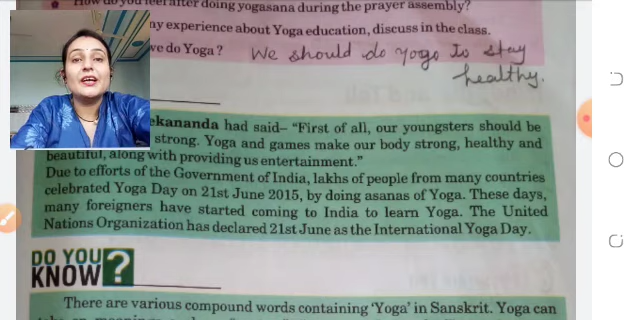 How do you feel after doing yogasana during the prayer assembly?
ny experience about Yoga education, discuss in the class.
we do Yoga? We should do yoga to stay
healthy.
ekananda had said– “First of all, our youngsters should be
strong. Yoga and games make our body strong, healthy and
beautiful, along with providing us entertainment.”
Due to efforts of the Government of India, lakhs of people from many countries
celebrated Yoga Day on 21st June 2015, by doing asanas of Yoga. These days,
many foreigners have started coming to India to learn Yoga. The United
Nations Organization has declared 21st June as the International Yoga Day.
DO YOU
KNOW?
There are various compound words containing ‘Yoga’ in Sanskrit. Yoga can